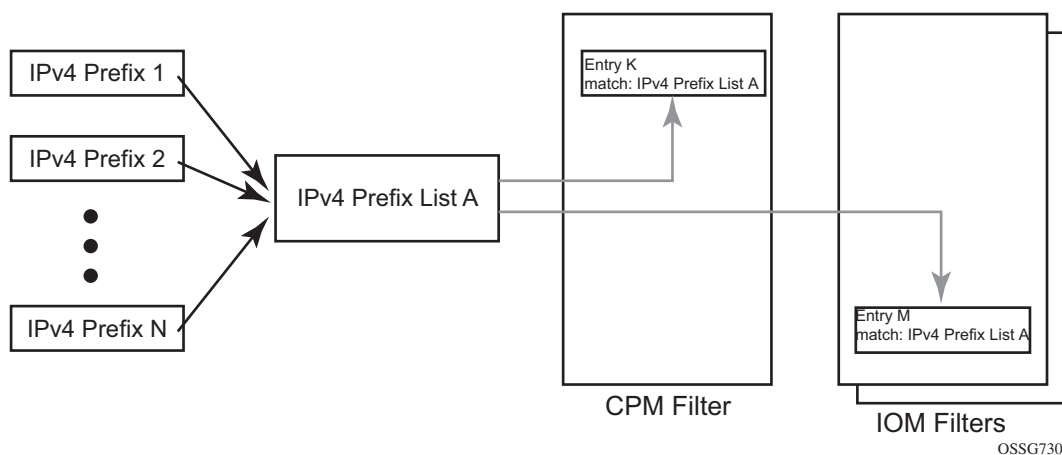 IPv4 Prefix 1
IPv4 Prefix 2
IPv4 Prefix N
IPv4 Prefix List A
Entry K
match: IPv4 Prefix List A
CPM Filter
Entry M
match: IPv4 Prefix List A
IOM Filters
OSSG730